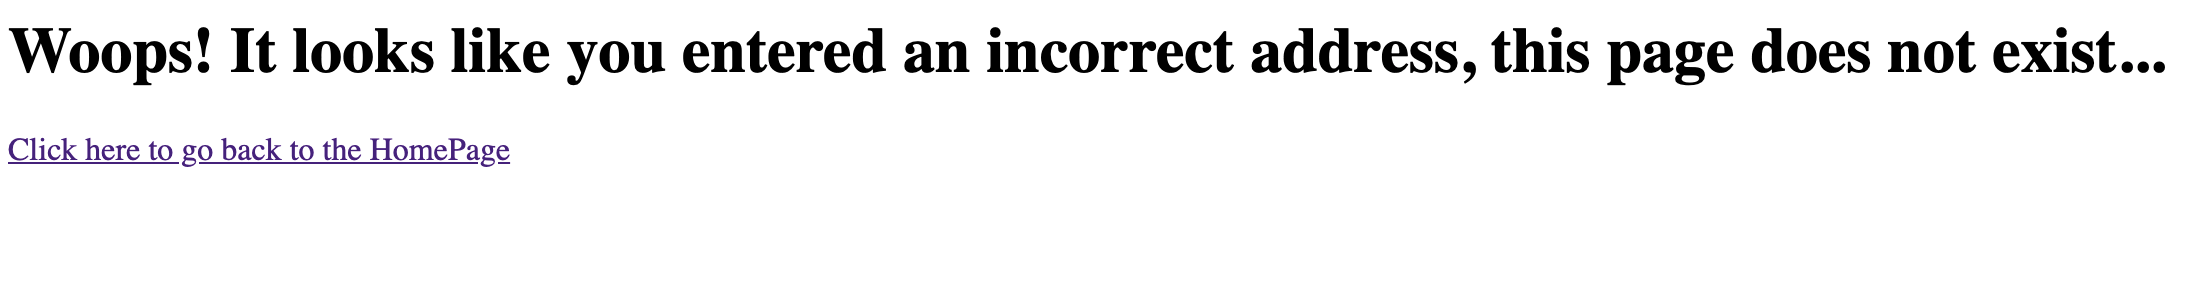 Woops! It looks like you entered an incorrect address, this page does not exist...
Click here to go back to the HomePage